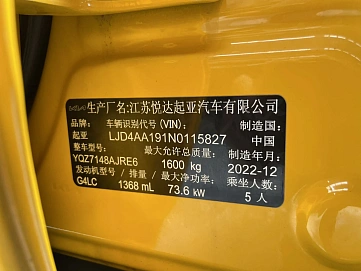 生产厂名:江苏悦达起亚汽车有限公司
品牌: 车辆识别代号(VIN): 制造国:
起亚 LJD4AA191N0115827 中国
整车型号: 最大允许总质量: 制造年月:
YQZ7148AJRE6 1600 kg 2022-12
发动机型号 / 排量 / 最大净功率: 乘坐人数:
G4LC 1368 mL 73.6 kW 5 人